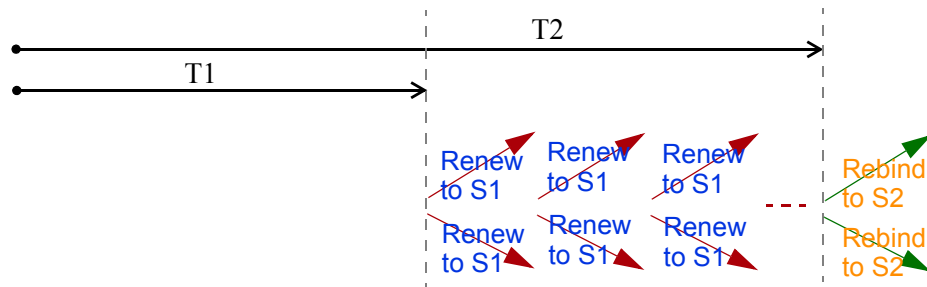 T2
T1
Renew
to S1
Renew
to S1
Renew
to S1
Rebind
to S2
Renew
to S1
Renew
to S1
Renew
to S1
Rebind
to S2